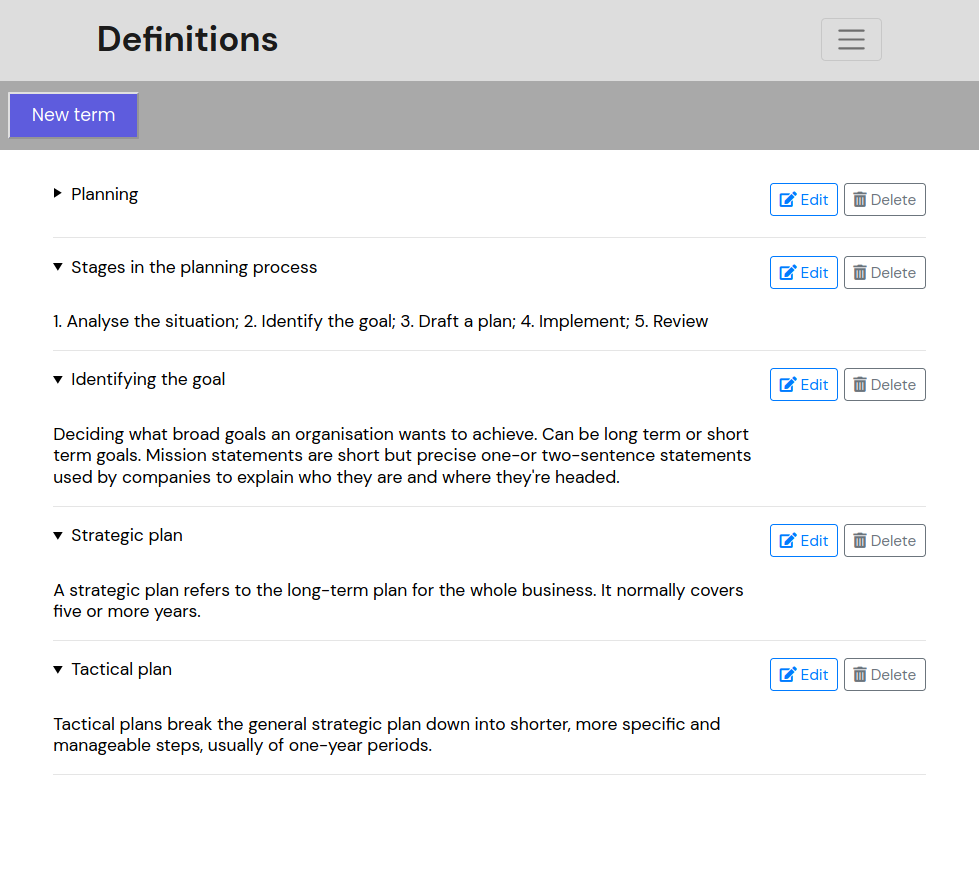 Definitions
New term
Planning
Edit
Delete
Stages in the planning process
Edit
Delete
1. Analyse the situation; 2. Identify the goal; 3. Draft a plan; 4. Implement; 5. Review
Identifying the goal
Edit
Delete
Deciding what broad goals an organisation wants to achieve. Can be long term or short
term goals. Mission statements are short but precise one-or two-sentence statements
used by companies to explain who they are and where they're headed.
Strategic plan
Edit
Delete
A strategic plan refers to the long-term plan for the whole business. It normally covers
five or more years.
Tactical plan
Edit
Delete
Tactical plans break the general strategic plan down into shorter, more specific and
manageable steps, usually of one-year periods.